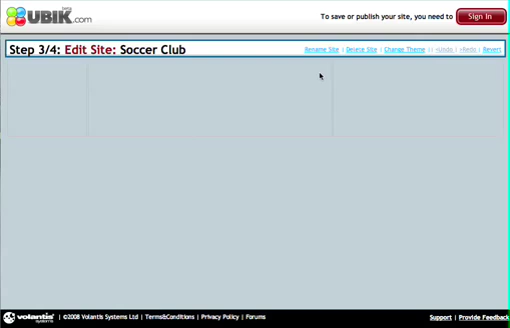 UBIK.com beta
To save or publish your site, you need to Sign In
Step 3/4: Edit Site: Soccer Club
Rename Site | Delete Site | Change Theme || «Undo | »Redo | Revert
volantis systems | ©2008 Volantis Systems Ltd | Terms&Conditions | Privacy Policy | Forums
Support | Provide Feedback